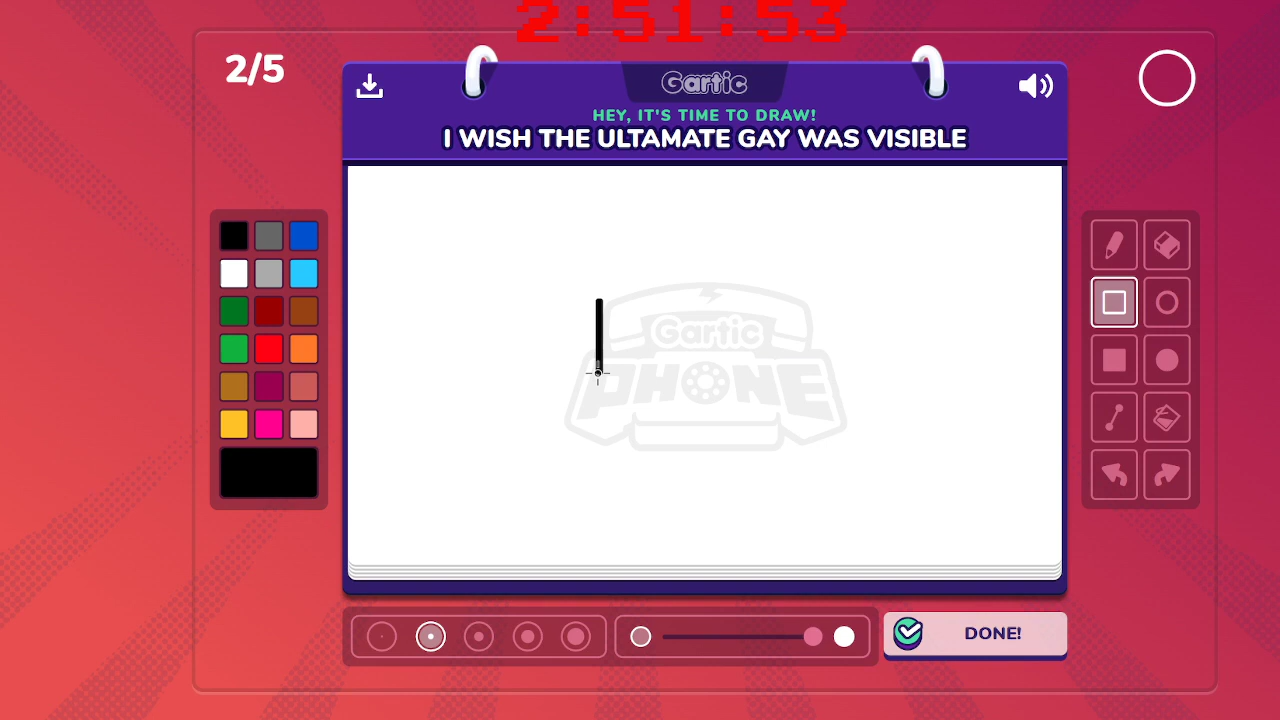 2:51:53
2/5
Gartic
HEY, IT'S TIME TO DRAW!
I WISH THE ULTAMATE GAY WAS VISIBLE
Gartic
PHONE
DONE!